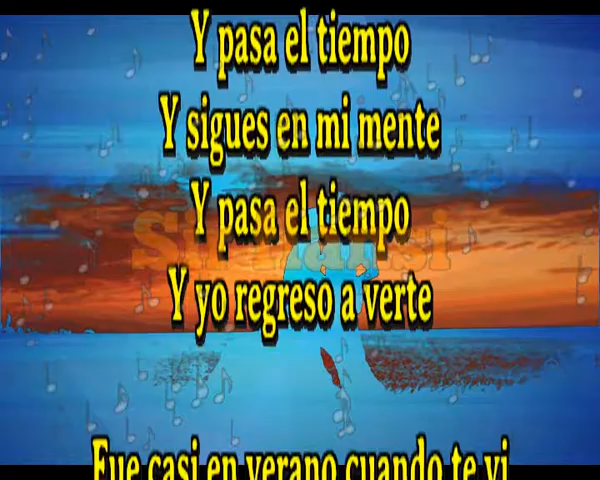 Y pasa el tiempo
Y sigues en mi mente
Y pasa el tiempo
Y yo regreso a verte
Fue casi en verano cuando te vi